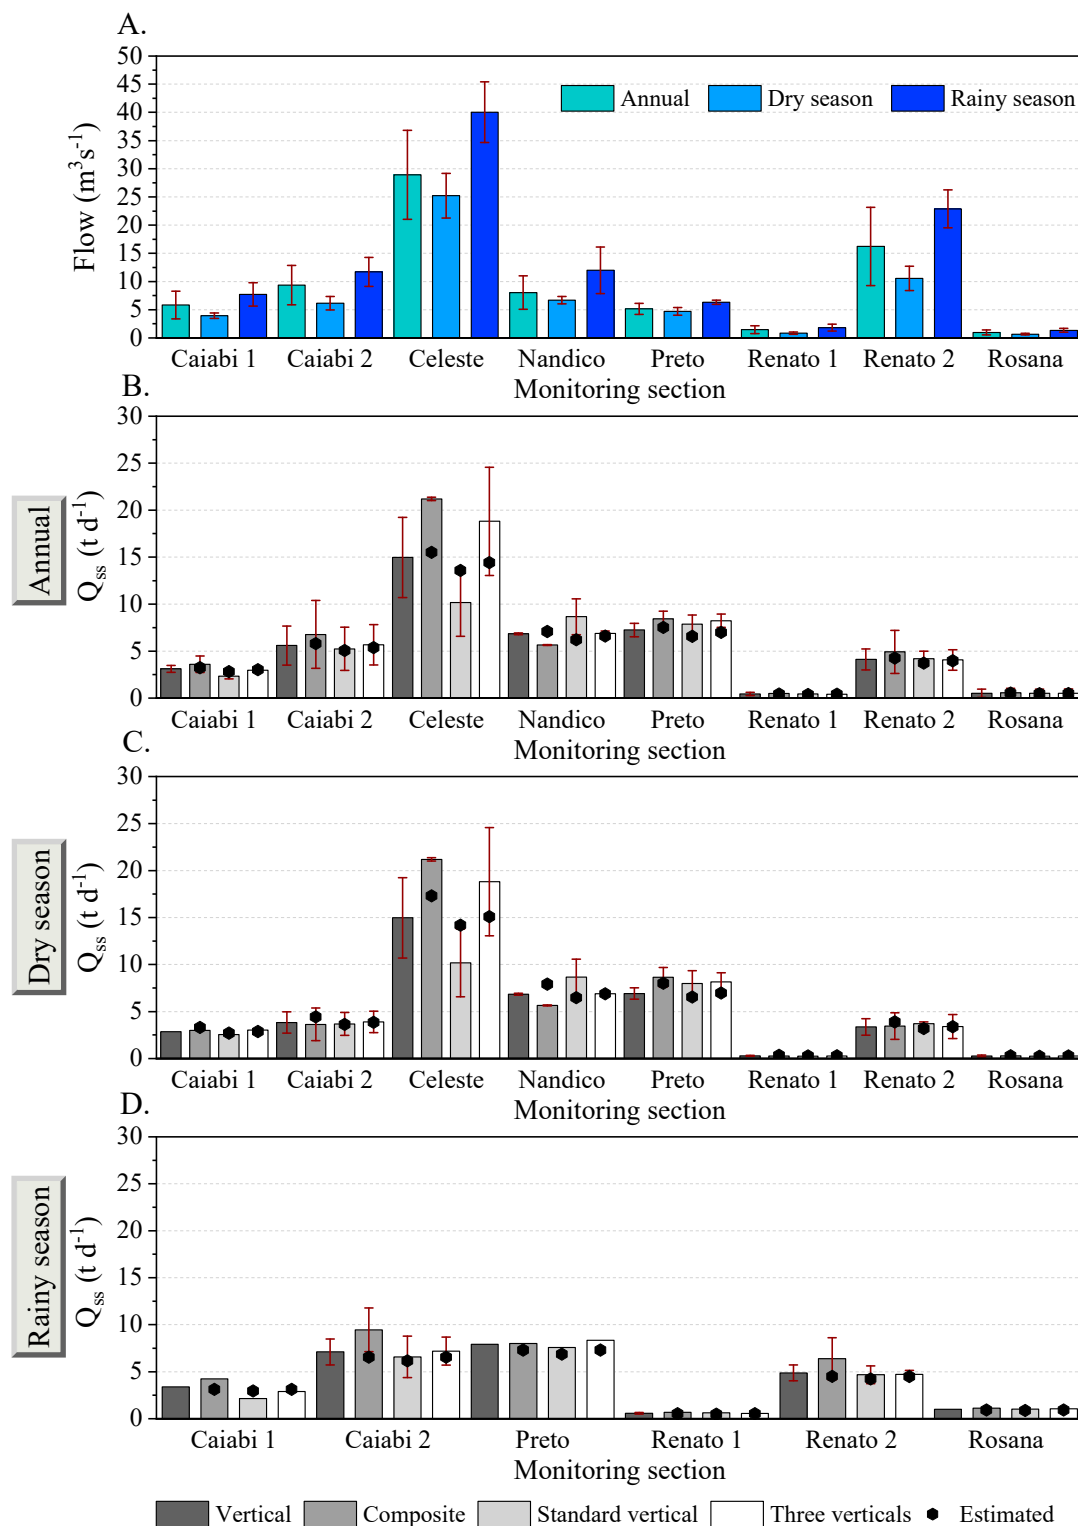 A.
50
45
40
35
30
25
20
15
10
5
0
Flow (m³s⁻¹)
Annual Dry season Rainy season
Caiabi 1 Caiabi 2 Celeste Nandico Preto Renato 1 Renato 2 Rosana
Monitoring section
B.
Annual
Q_ss (t d⁻¹)
30
25
20
15
10
5
0
Caiabi 1 Caiabi 2 Celeste Nandico Preto Renato 1 Renato 2 Rosana
Monitoring section
C.
Dry season
Q_ss (t d⁻¹)
30
25
20
15
10
5
0
Caiabi 1 Caiabi 2 Celeste Nandico Preto Renato 1 Renato 2 Rosana
Monitoring section
D.
Rainy season
Q_ss (t d⁻¹)
30
25
20
15
10
5
0
Caiabi 1 Caiabi 2 Preto Renato 1 Renato 2 Rosana
Monitoring section
Vertical Composite Standard vertical Three verticals Estimated